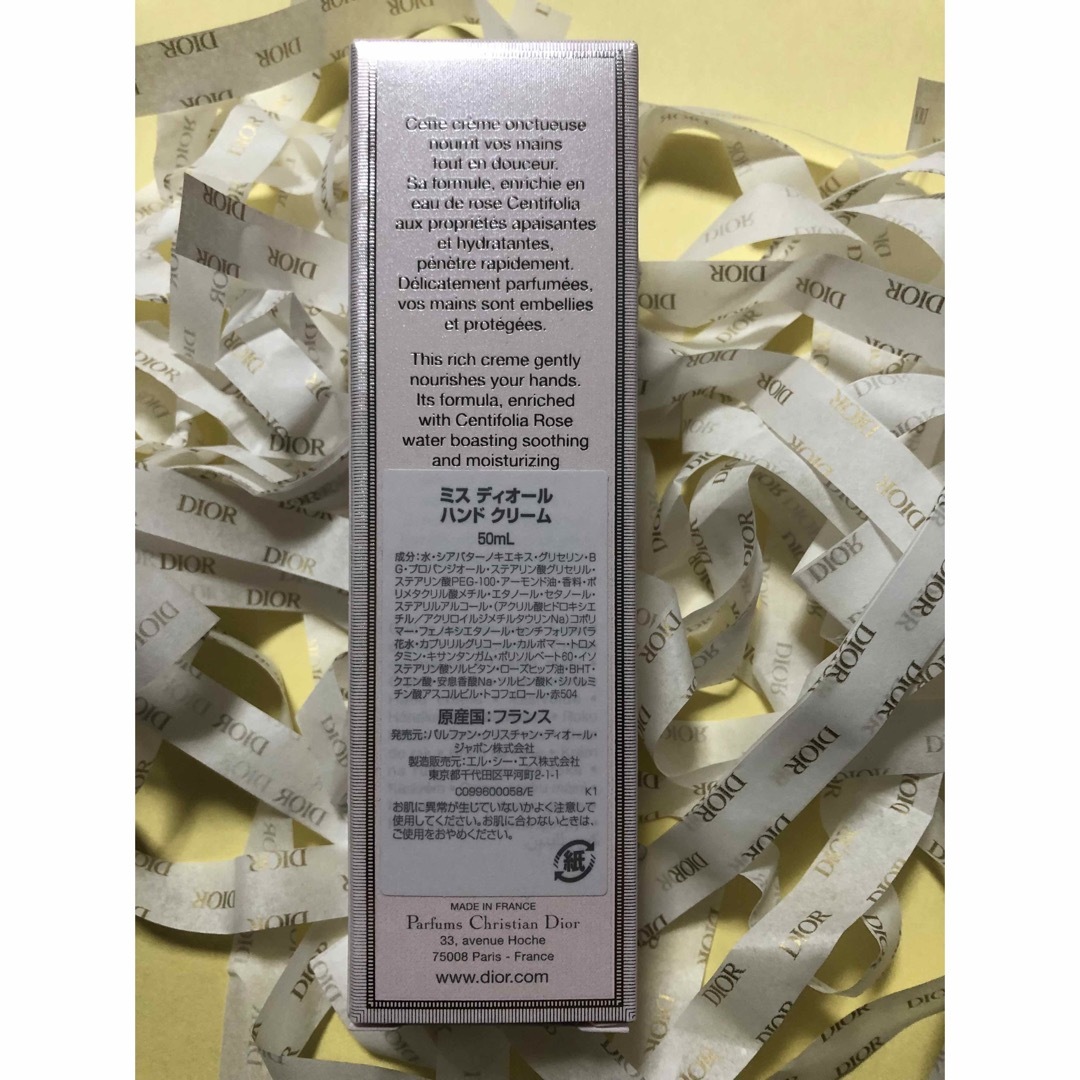 Cette crème onctueuse
nourrit vos mains
tout en douceur.
Sa formule, enrichie en
eau de rose Centifolia
aux propriétés apaisantes
et hydratantes,
pénètre rapidement.
Délicatement parfumées,
vos mains sont embellies
et protégées.
This rich creme gently
nourishes your hands.
Its formula, enriched
with Centifolia Rose
water boasting soothing
and moisturizing
ミス ディオール
ハンド クリーム
50mL
成分:水・シアバターノキエキス・グリセリン・B
G・プロパンジオール・ステアリン酸グリセリル・
ステアリン酸PEG-100・アーモンド油・香料・ポ
リメタクリル酸メチル・エタノール・セタノール・
ステアリルアルコール・(アクリル酸ヒドロキシエ
チル/アクリロイルジメチルタウリンNa)コポリ
マー・フェノキシエタノール・センチフォリアバラ
花水・カプリリルグリコール・カルボマー・トロメ
タミン・キサンタンガム・ポリソルベート60・イソ
ステアリン酸ソルビタン・ローズヒップ油・BHT・
クエン酸・安息香酸Na・ソルビン酸K・ジパルミ
チン酸アスコルビル・トコフェロール・赤504
原産国:フランス
発売元:パルファン・クリスチャン・ディオール・
ジャポン株式会社
製造販売元:エル・シー・エス株式会社
東京都千代田区平河町2-1-1
C099600058/E K1
お肌に異常が生じていないかよく注意して
使用してください。お肌に合わないときは、
ご使用をおやめください。
紙
MADE IN FRANCE
Parfums Christian Dior
33, avenue Hoche
75008 Paris - France
www.dior.com
DIOR
DIOR
DIOR
DIOR
DIOR
DIOR
DIOR
DIOR
DIOR
DIOR
DIOR
DIOR